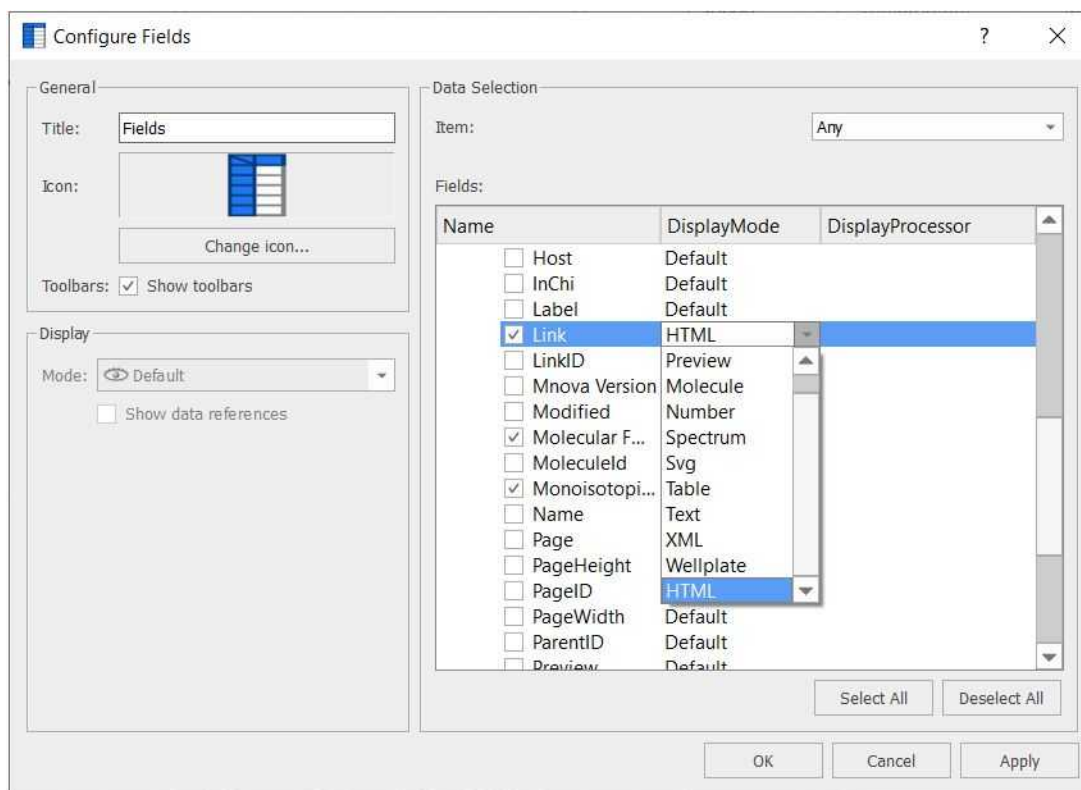 Configure Fields
?
General
Title: Fields
Icon:
Change icon...
Toolbars: Show toolbars
Display
Mode: Default
Show data references
Data Selection
Item: Any
Fields:
Name DisplayMode DisplayProcessor
Host Default
InChi Default
Label Default
Link HTML
LinkID Preview
Mnova Version Molecule
Modified Number
Molecular F... Spectrum
MoleculeId Svg
Monoisotopi... Table
Name Text
Page XML
PageHeight Wellplate
PageID HTML
PageWidth Default
ParentID Default
Preview Default
Select All Deselect All
OK Cancel Apply